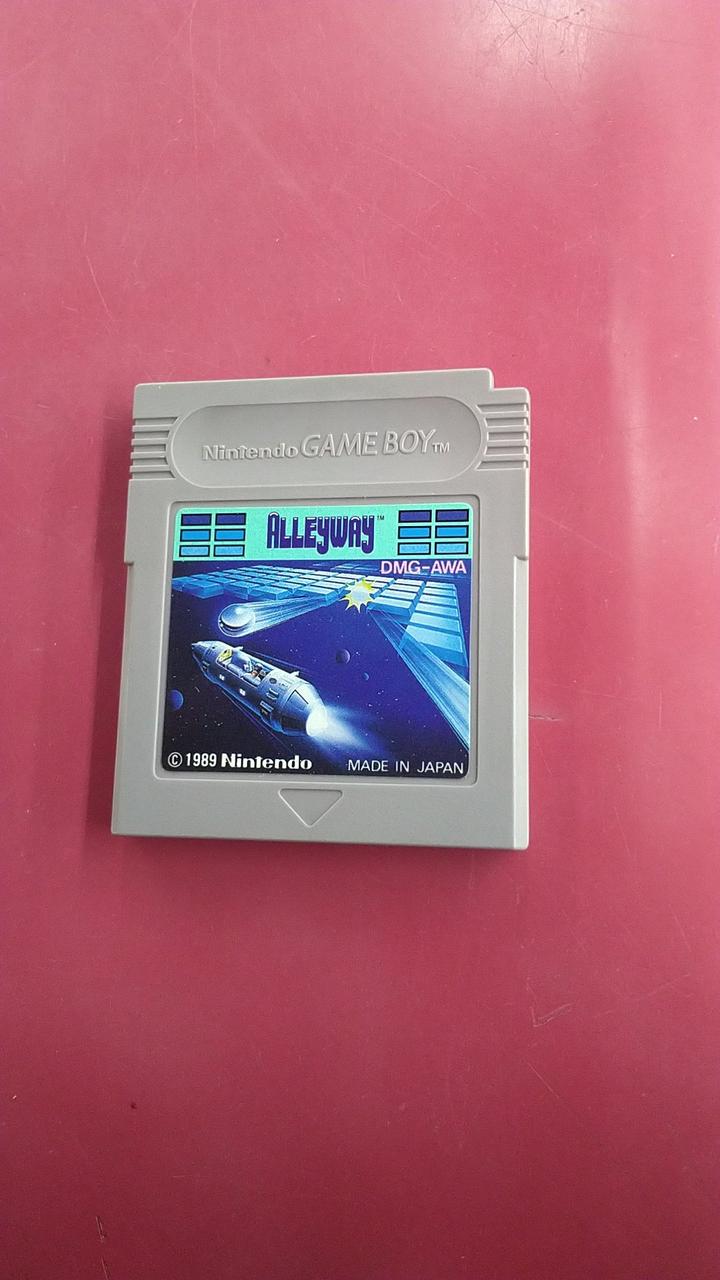 Nintendo GAME BOY™
ALLEYWAY™
DMG-AWA
© 1989 Nintendo
MADE IN JAPAN